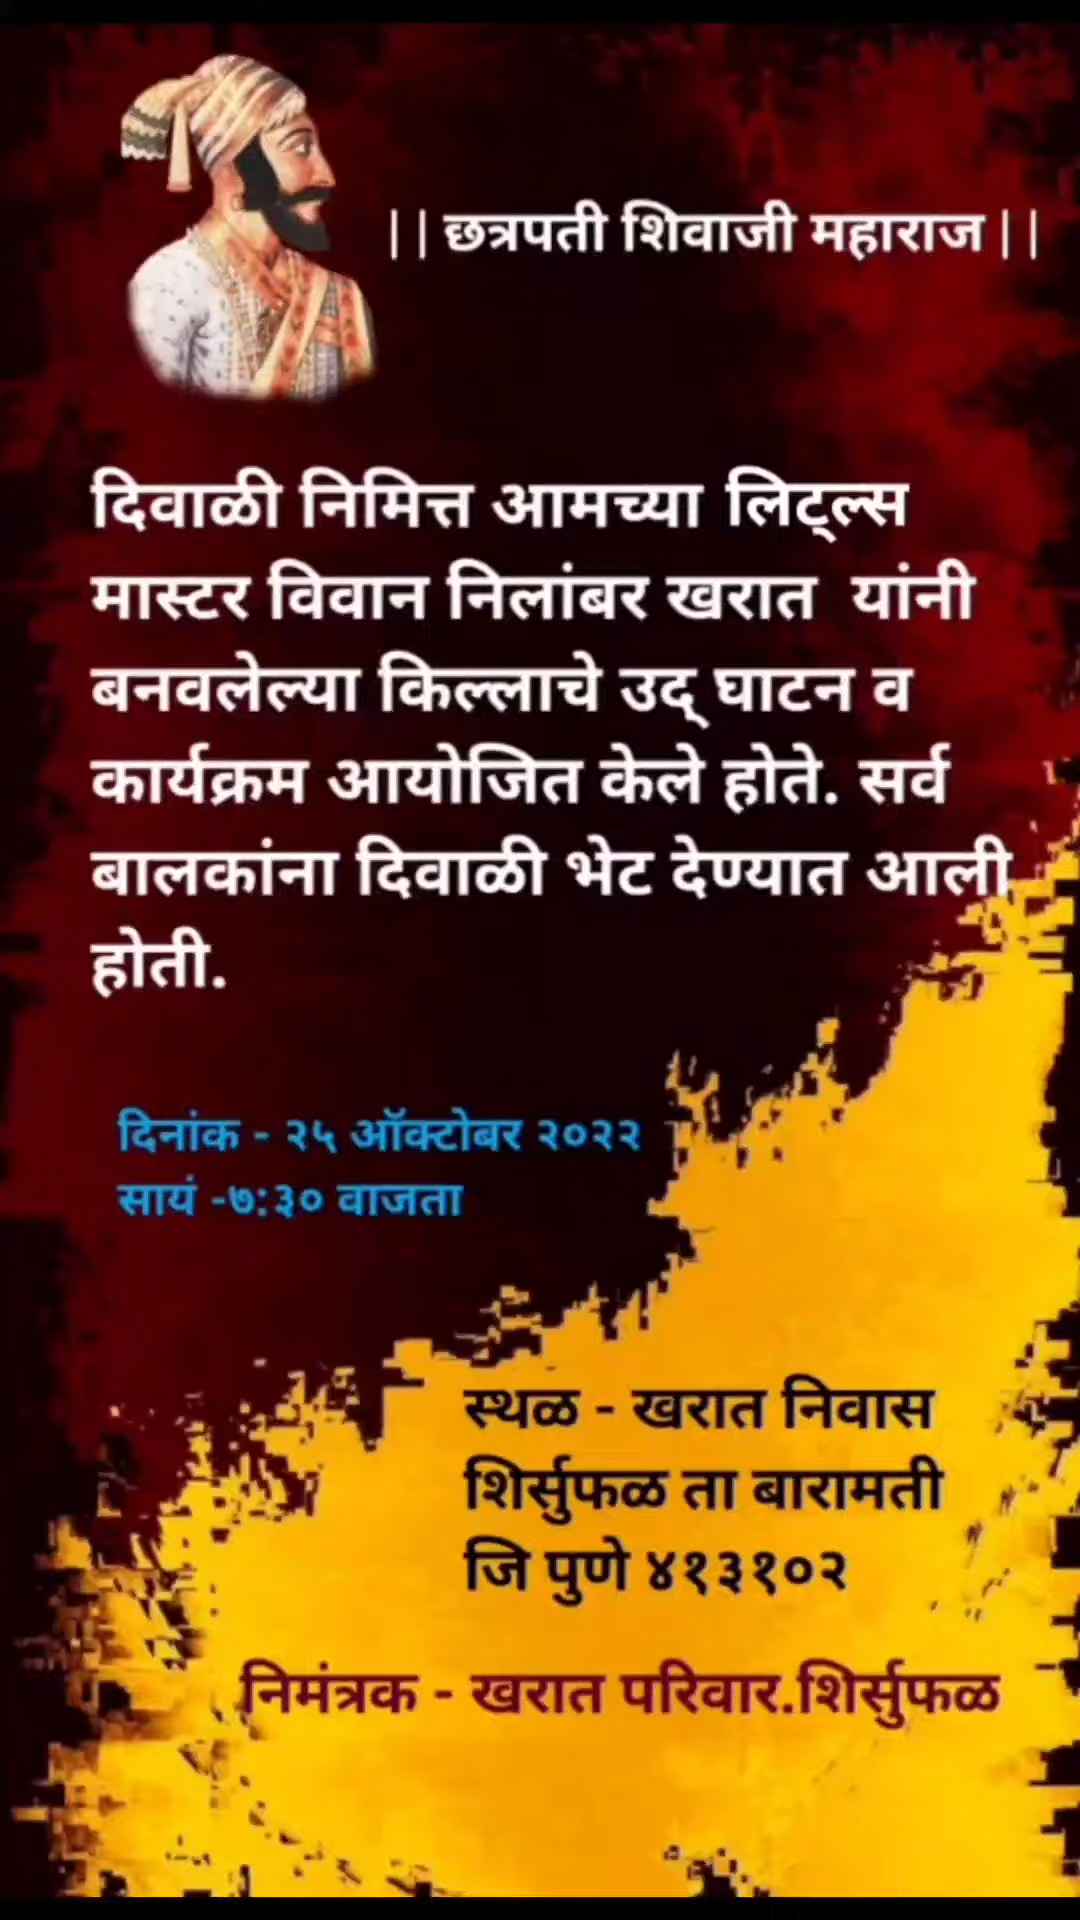 ||छत्रपती शिवाजी महाराज||
दिवाळी निमित्त आमच्या लिट्ल्स
मास्टर विवान निलांबर खरात यांनी
बनवलेल्या किल्लाचे उद् घाटन व
कार्यक्रम आयोजित केले होते. सर्व
बालकांना दिवाळी भेट देण्यात आली
होती.
दिनांक - २५ ऑक्टोबर २०२२
सायं -७:३० वाजता
स्थळ - खरात निवास
शिर्सुफळ ता बारामती
जि पुणे ४१३१०२
निमंत्रक - खरात परिवार.शिर्सुफळ